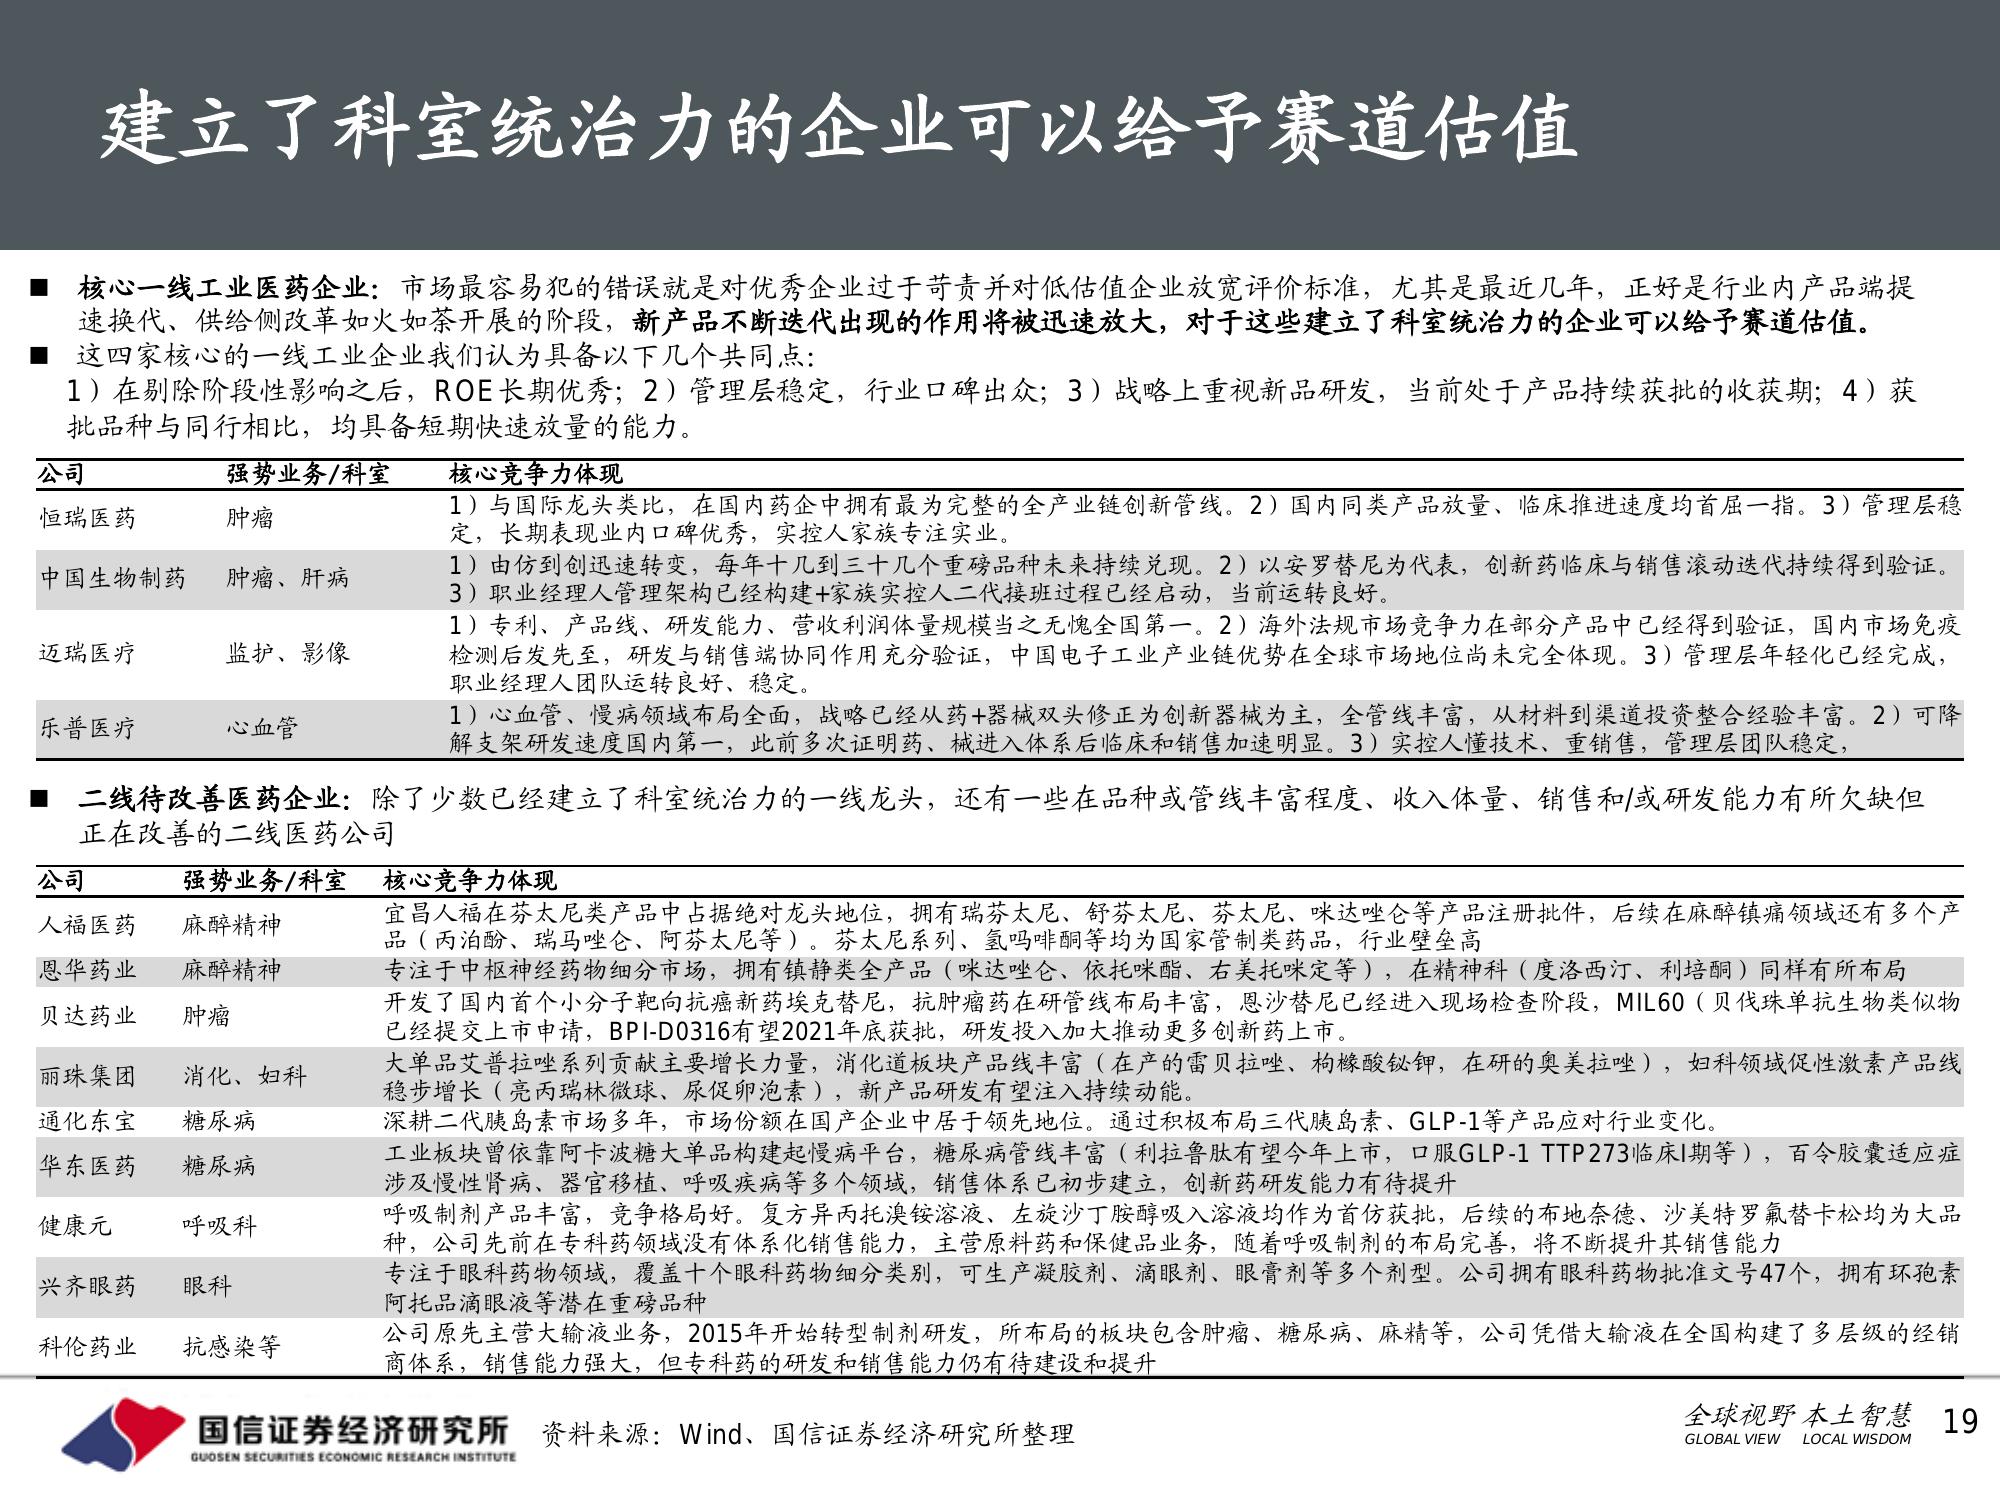 建立了科室统治力的企业可以给予赛道估值
■ 核心一线工业医药企业：市场最容易犯的错误就是对优秀企业过于苛责并对低估值企业放宽评价标准，尤其是最近几年，正好是行业内产品端提
速换代、供给侧改革如火如荼开展的阶段，新产品不断迭代出现的作用将被迅速放大，对于这些建立了科室统治力的企业可以给予赛道估值。
■ 这四家核心的一线工业企业我们认为具备以下几个共同点：
1）在剔除阶段性影响之后，ROE长期优秀；2）管理层稳定，行业口碑出众；3）战略上重视新品研发，当前处于产品持续获批的收获期；4）获
批品种与同行相比，均具备短期快速放量的能力。
公司 强势业务/科室 核心竞争力体现
恒瑞医药 肿瘤 1）与国际龙头类比，在国内药企中拥有最为完整的全产业链创新管线。2）国内同类产品放量、临床推进速度均首屈一指。3）管理层稳
定，长期表现业内口碑优秀，实控人家族专注实业。
中国生物制药 肿瘤、肝病 1）由仿到创迅速转变，每年十几到三十几个重磅品种未来持续兑现。2）以安罗替尼为代表，创新药临床与销售滚动迭代持续得到验证。
3）职业经理人管理架构已经构建+家族实控人二代接班过程已经启动，当前运转良好。
迈瑞医疗 监护、影像 1）专利、产品线、研发能力、营收利润体量规模当之无愧全国第一。2）海外法规市场竞争力在部分产品中已经得到验证，国内市场免疫
检测后发先至，研发与销售端协同作用充分验证，中国电子工业产业链优势在全球市场地位尚未完全体现。3）管理层年轻化已经完成，
职业经理人团队运转良好、稳定。
乐普医疗 心血管 1）心血管、慢病领域布局全面，战略已经从药+器械双头修正为创新器械为主，全管线丰富，从材料到渠道投资整合经验丰富。2）可降
解支架研发速度国内第一，此前多次证明药、械进入体系后临床和销售加速明显。3）实控人懂技术、重销售，管理层团队稳定，
■ 二线待改善医药企业：除了少数已经建立了科室统治力的一线龙头，还有一些在品种或管线丰富程度、收入体量、销售和/或研发能力有所欠缺但
正在改善的二线医药公司
公司 强势业务/科室 核心竞争力体现
人福医药 麻醉精神 宜昌人福在芬太尼类产品中占据绝对龙头地位，拥有瑞芬太尼、舒芬太尼、芬太尼、咪达唑仑等产品注册批件，后续在麻醉镇痛领域还有多个产
品（丙泊酚、瑞马唑仑、阿芬太尼等）。芬太尼系列、氢吗啡酮等均为国家管制类药品，行业壁垒高
恩华药业 麻醉精神 专注于中枢神经药物细分市场，拥有镇静类全产品（咪达唑仑、依托咪酯、右美托咪定等），在精神科（度洛西汀、利培酮）同样有所布局
贝达药业 肿瘤 开发了国内首个小分子靶向抗癌新药埃克替尼，抗肿瘤药在研管线布局丰富，恩沙替尼已经进入现场检查阶段，MIL60（贝伐珠单抗生物类似物
已经提交上市申请，BPI-D0316有望2021年底获批，研发投入加大推动更多创新药上市。
丽珠集团 消化、妇科 大单品艾普拉唑系列贡献主要增长力量，消化道板块产品线丰富（在产的雷贝拉唑、枸橼酸铋钾，在研的奥美拉唑），妇科领域促性激素产品线
稳步增长（亮丙瑞林微球、尿促卵泡素），新产品研发有望注入持续动能。
通化东宝 糖尿病 深耕二代胰岛素市场多年，市场份额在国产企业中居于领先地位。通过积极布局三代胰岛素、GLP-1等产品应对行业变化。
华东医药 糖尿病 工业板块曾依靠阿卡波糖大单品构建起慢病平台，糖尿病管线丰富（利拉鲁肽有望今年上市，口服GLP-1 TTP273临床I期等），百令胶囊适应症
涉及慢性肾病、器官移植、呼吸疾病等多个领域，销售体系已初步建立，创新药研发能力有待提升
健康元 呼吸科 呼吸制剂产品丰富，竞争格局好。复方异丙托溴铵溶液、左旋沙丁胺醇吸入溶液均作为首仿获批，后续的布地奈德、沙美特罗氟替卡松均为大品
种，公司先前在专科药领域没有体系化销售能力，主营原料药和保健品业务，随着呼吸制剂的布局完善，将不断提升其销售能力
兴齐眼药 眼科 专注于眼科药物领域，覆盖十个眼科药物细分类别，可生产凝胶剂、滴眼剂、眼膏剂等多个剂型。公司拥有眼科药物批准文号47个，拥有环孢素
阿托品滴眼液等潜在重磅品种
科伦药业 抗感染等 公司原先主营大输液业务，2015年开始转型制剂研发，所布局的板块包含肿瘤、糖尿病、麻精等，公司凭借大输液在全国构建了多层级的经销
商体系，销售能力强大，但专科药的研发和销售能力仍有待建设和提升
国信证券经济研究所
GUOSEN SECURITIES ECONOMIC RESEARCH INSTITUTE
资料来源：Wind、国信证券经济研究所整理
全球视野 本土智慧
GLOBAL VIEW LOCAL WISDOM
19